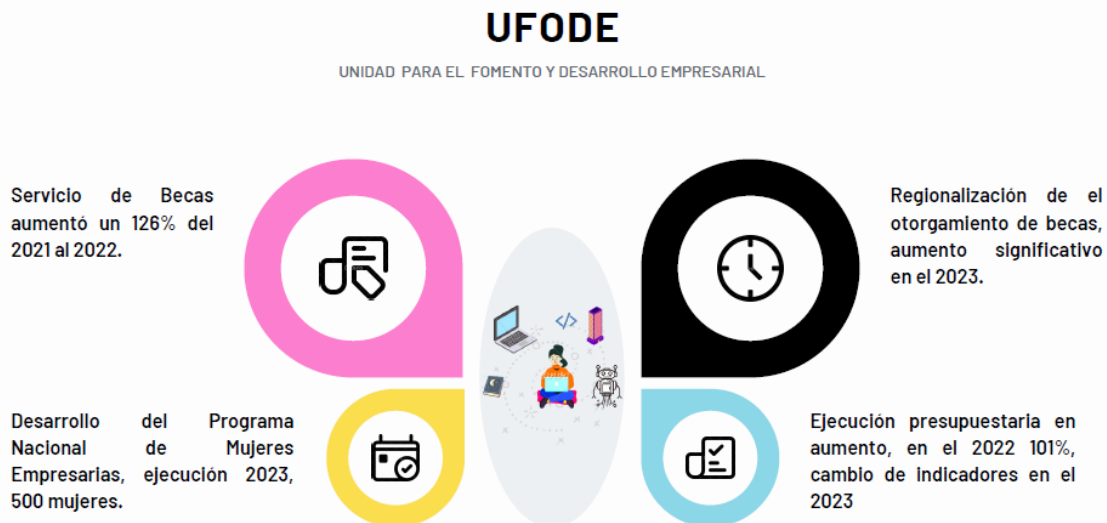 UFODE
UNIDAD PARA EL FOMENTO Y DESARROLLO EMPRESARIAL
Servicio de Becas
aumentó un 126% del
2021 al 2022.
Regionalización de el
otorgamiento de becas,
aumento significativo
en el 2023.
Desarrollo del Programa
Nacional de Mujeres
Empresarias, ejecución 2023,
500 mujeres.
Ejecución presupuestaria en
aumento, en el 2022 101%,
cambio de indicadores en el
2023